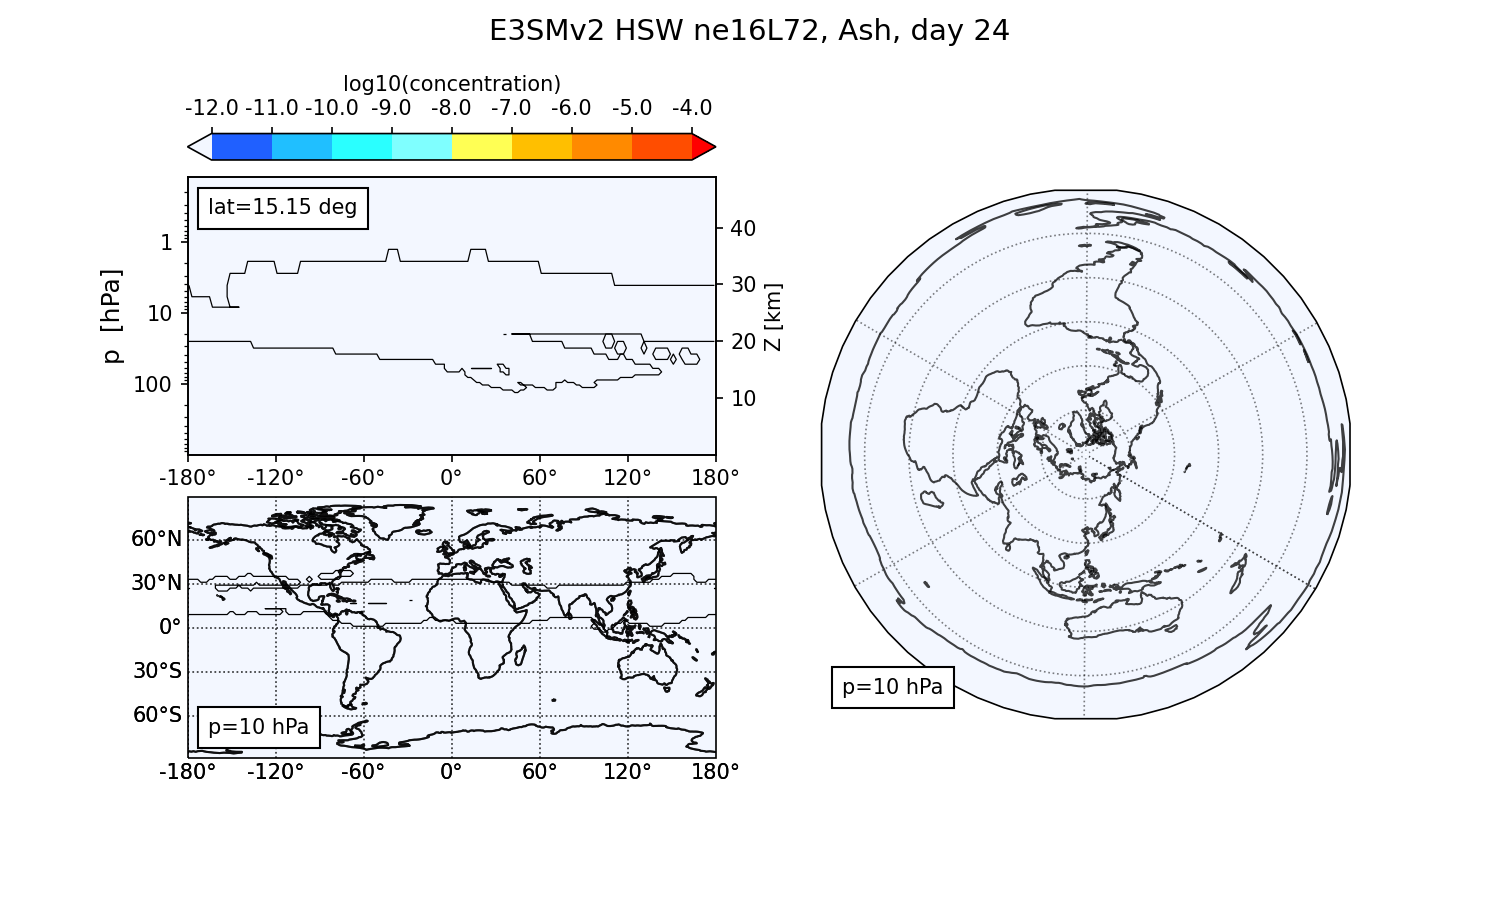 E3SMv2 HSW ne16L72, Ash, day 24
log10(concentration)
-12.0 -11.0 -10.0 -9.0 -8.0 -7.0 -6.0 -5.0 -4.0
lat=15.15 deg
1
10
100
p [hPa]
40
30
20
10
Z [km]
-180° -120° -60° 0° 60° 120° 180°
60°N
30°N
0°
30°S
60°S
p=10 hPa
-180° -120° -60° 0° 60° 120° 180°
p=10 hPa